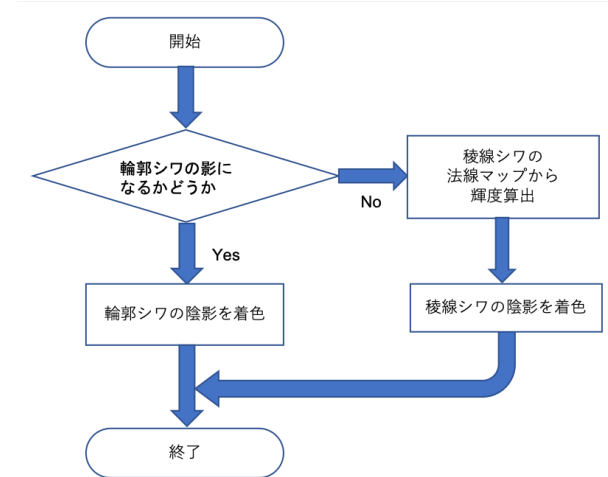 開始
輪郭シワの影に
なるかどうか
No
稜線シワの
法線マップから
輝度算出
Yes
輪郭シワの陰影を着色
稜線シワの陰影を着色
終了